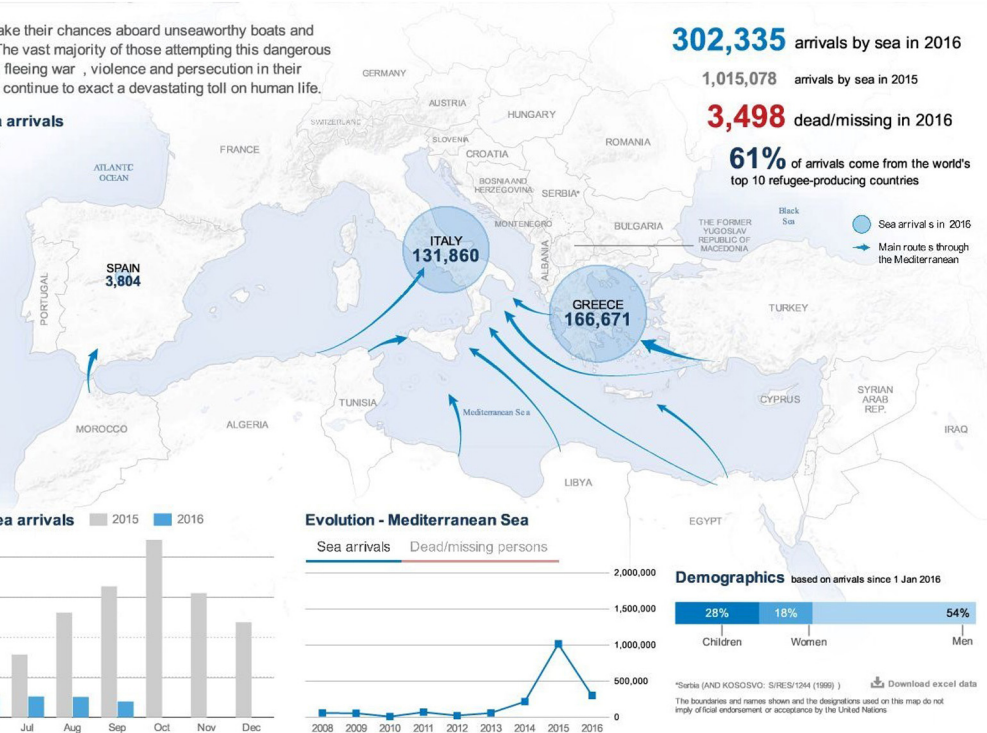 ake their chances aboard unseaworthy boats and
The vast majority of those attempting this dangerous
fleeing war , violence and persecution in their
continue to exact a devastating toll on human life.
a arrivals
302,335 arrivals by sea in 2016
1,015,078 arrivals by sea in 2015
3,498 dead/missing in 2016
61% of arrivals come from the world's
top 10 refugee-producing countries
Sea arrival s in 2016
Main route s through
the Mediterranean
GERMANY
AUSTRIA
SWITZERLAND
HUNGARY
SLOVENIA
FRANCE
CROATIA
ROMANIA
ATLANTIC
OCEAN
BOSNIA AND
HERZEGOVINA
SERBIA*
MONTENEGRO
BULGARIA
THE FORMER
YUGOSLAV
REPUBLIC OF
MACEDONIA
Black
Sea
ALBANIA
ITALY
131,860
SPAIN
3,804
PORTUGAL
GREECE
166,671
TURKEY
CYPRUS
SYRIAN
ARAB
REP.
IRAQ
TUNISIA
Mediterranean Se a
MOROCCO
ALGERIA
LIBYA
EGYPT
ea arrivals
2015
2016
Jul
Aug
Sep
Oct
Nov
Dec
Evolution - Mediterranean Sea
Sea arrivals
Dead/missing persons
2,000,000
1,500,000
1,000,000
500,000
0
2008
2009
2010
2011
2012
2013
2014
2015
2016
Demographics based on arrivals since 1 Jan 2016
28%
18%
54%
Children
Women
Men
*Serbia (AND KOSOSVO: S/RES/1244 (1999) )
Download excel data
The boundaries and names shown and the designations used on this map do not
imply of ficial endorsement or acceptance by the United Nations